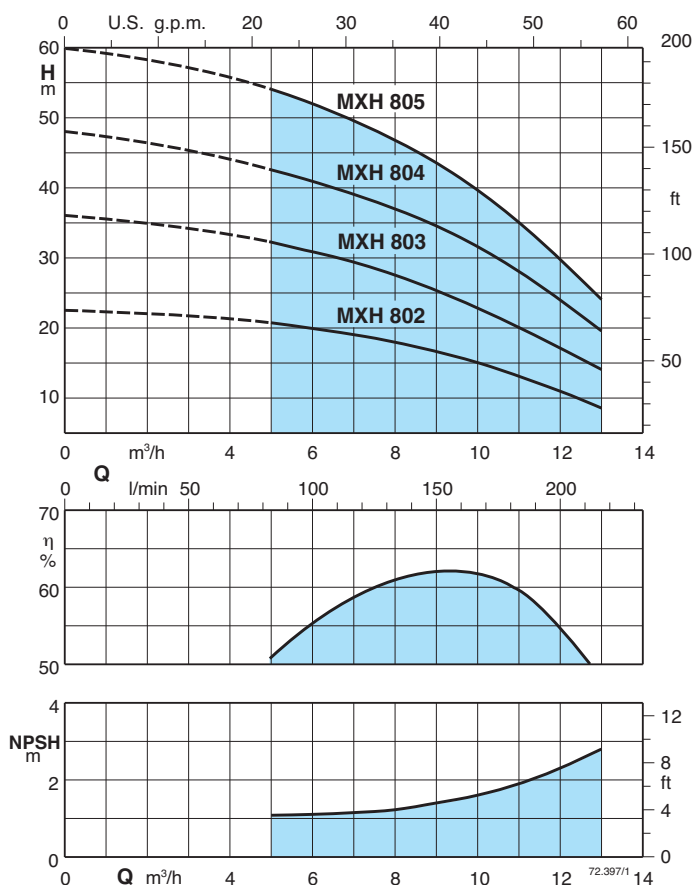 0 U.S. g.p.m. 20 30 40 50 60
60 200
H
m
MXH 805
50
150
MXH 804
40
ft
MXH 803
30 100
MXH 802
20
50
10
0 m³/h 4 6 8 10 12 14
Q
0 l/min 50 100 150 200
70
η
%
60
50
4
12
NPSH
m
8
ft
2
4
0 0
72.397/1
0 Q m³/h 4 6 8 10 12 14